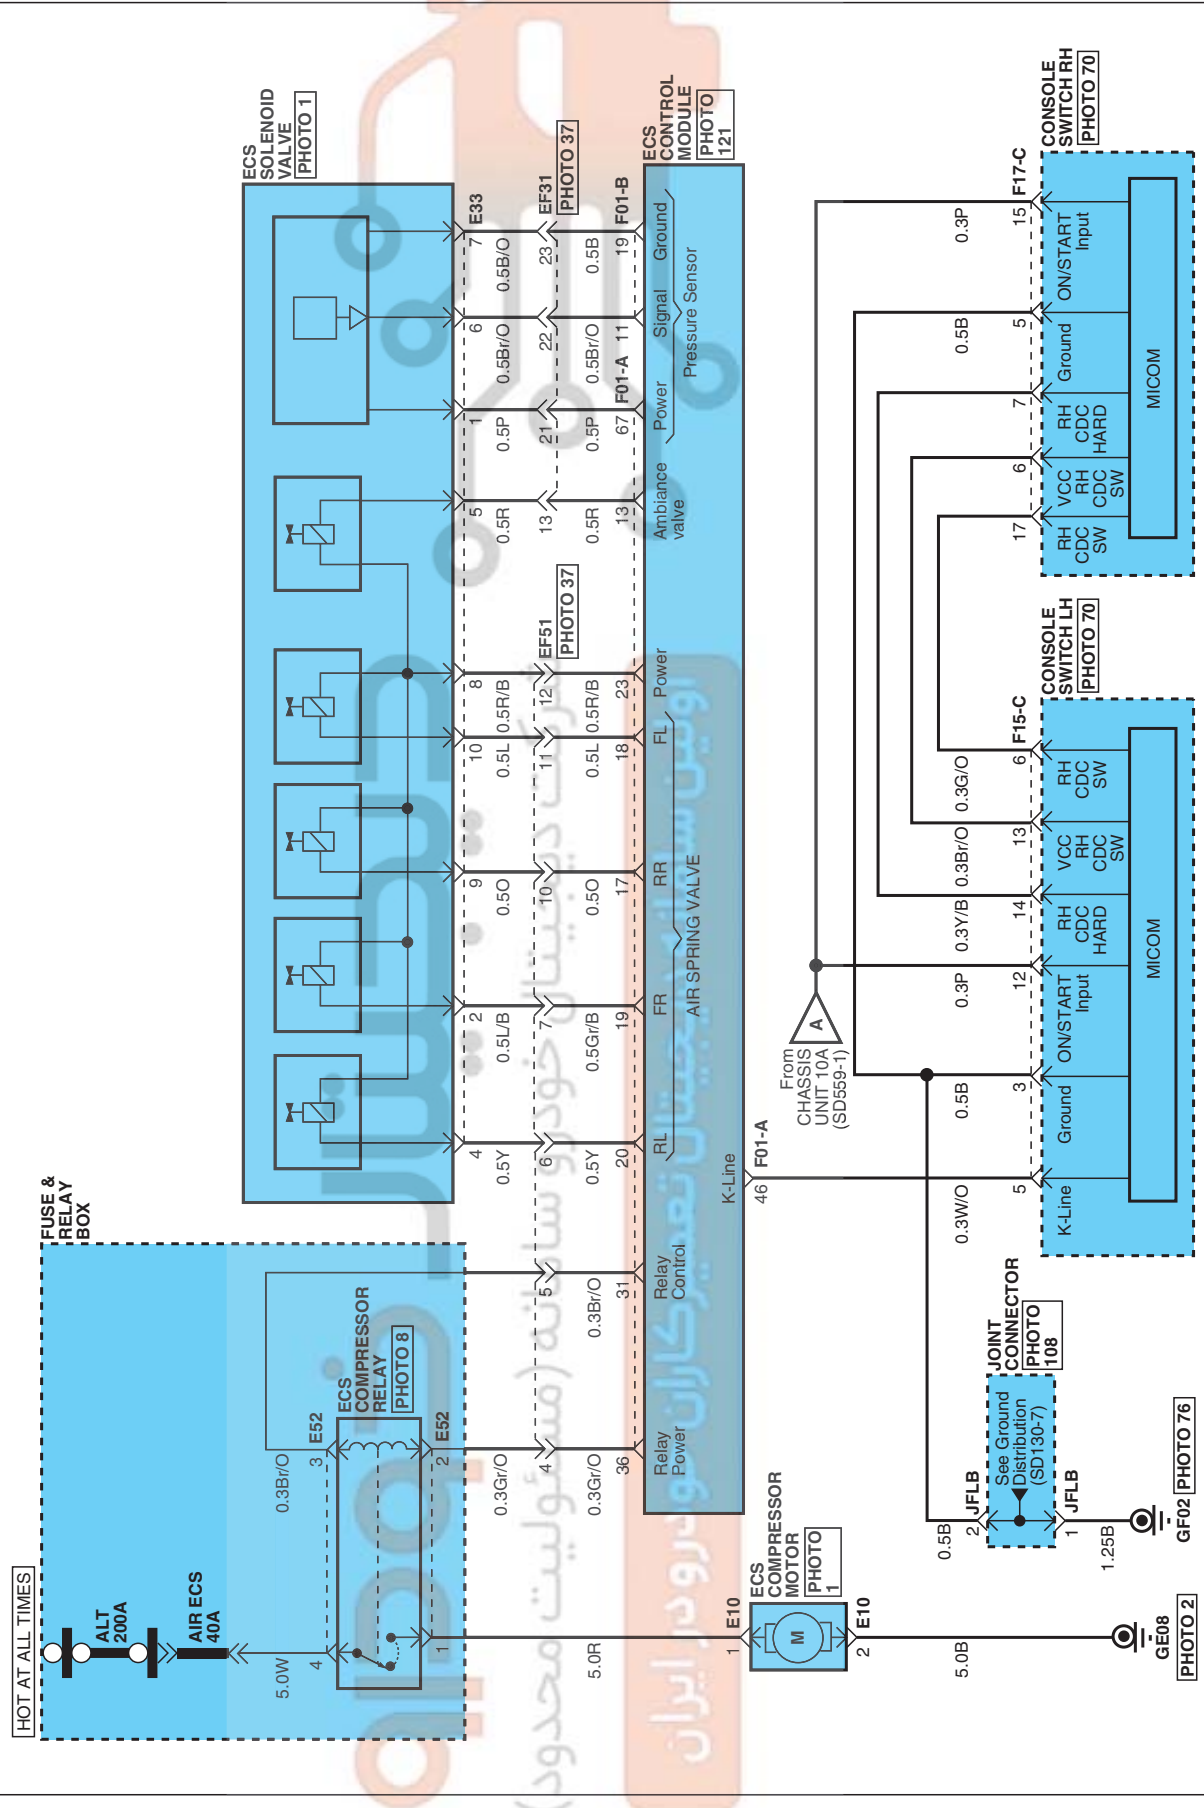 HOT AT ALL TIMES
FUSE &
RELAY
BOX
ALT
200A
AIR ECS
40A
5.0W
4
0.3Br/O
3
E52
ECS
COMPRESSOR
RELAY
PHOTO 8
1
2
E52
ECS
SOLENOID
VALVE
PHOTO 1
4
2
9
10
8
5
1
6
7
E33
0.3Gr/O
0.5Y
0.5L/B
0.5O
0.5L
0.5R/B
0.5R
0.5P
0.5Br/O
0.5B/O
4
5
6
7
10
11
12
EF51
PHOTO 37
13
21
22
23
EF31
PHOTO 37
5.0R
0.3Gr/O
0.3Br/O
0.5Y
0.5Gr/B
0.5O
0.5L
0.5R/B
0.5R
0.5P
0.5Br/O
0.5B
36
31
20
19
17
18
23
13
67
F01-A
11
19
F01-B
ECS
CONTROL
MODULE
PHOTO
121
Relay
Power
Relay
Control
RL
FR
RR
FL
Power
Ambiance
valve
Power
Signal
Ground
AIR SPRING VALVE
Pressure Sensor
K-Line
46
F01-A
1
E10
ECS
COMPRESSOR
MOTOR
PHOTO
1
M
2
E10
5.0B
GE08
PHOTO 2
From
CHASSIS
UNIT 10A
(SD559-1)
A
0.5B
2
JFLB
JOINT
CONNECTOR
PHOTO
108
See Ground
Distribution
(SD130-7)
1
JFLB
1.25B
GF02
PHOTO 76
0.3W/O
0.5B
0.3P
0.3Y/B
0.3Br/O
0.3G/O
5
3
12
14
13
6
F15-C
CONSOLE
SWITCH LH
PHOTO 70
K-Line
Ground
ON/START
Input
RH
CDC
HARD
VCC
RH
CDC
SW
RH
CDC
SW
MICOM
0.5B
0.3P
17
6
7
5
15
F17-C
CONSOLE
SWITCH RH
PHOTO 70
RH
CDC
SW
VCC
RH
CDC
SW
RH
CDC
HARD
Ground
ON/START
Input
MICOM
شرکت دیجیتال خودرو سامانه (مسئولیت محدود)
اولین سامانه دیجیتال تعمیرکاران خودرو در ایران